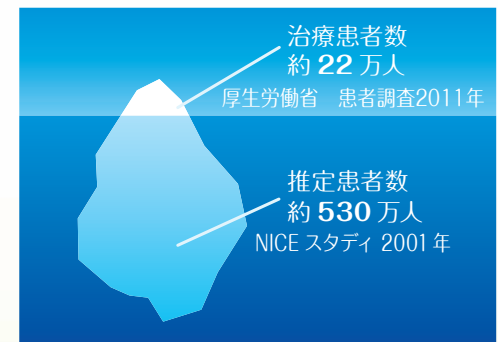 治療患者数
約 22 万人
厚生労働省　患者調査2011年
推定患者数
約 530 万人
NICE スタディ 2001 年